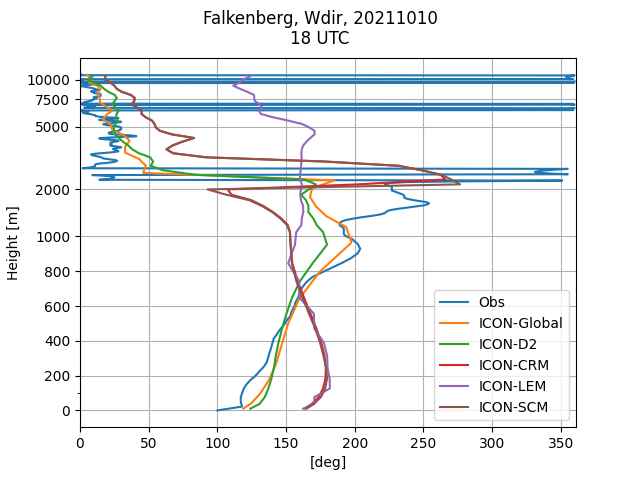 Falkenberg, Wdir, 20211010
18 UTC
10000
7500
5000
2000
1000
800
600
400
200
0
Height [m]
0 50 100 150 200 250 300 350
[deg]
Obs
ICON-Global
ICON-D2
ICON-CRM
ICON-LEM
ICON-SCM